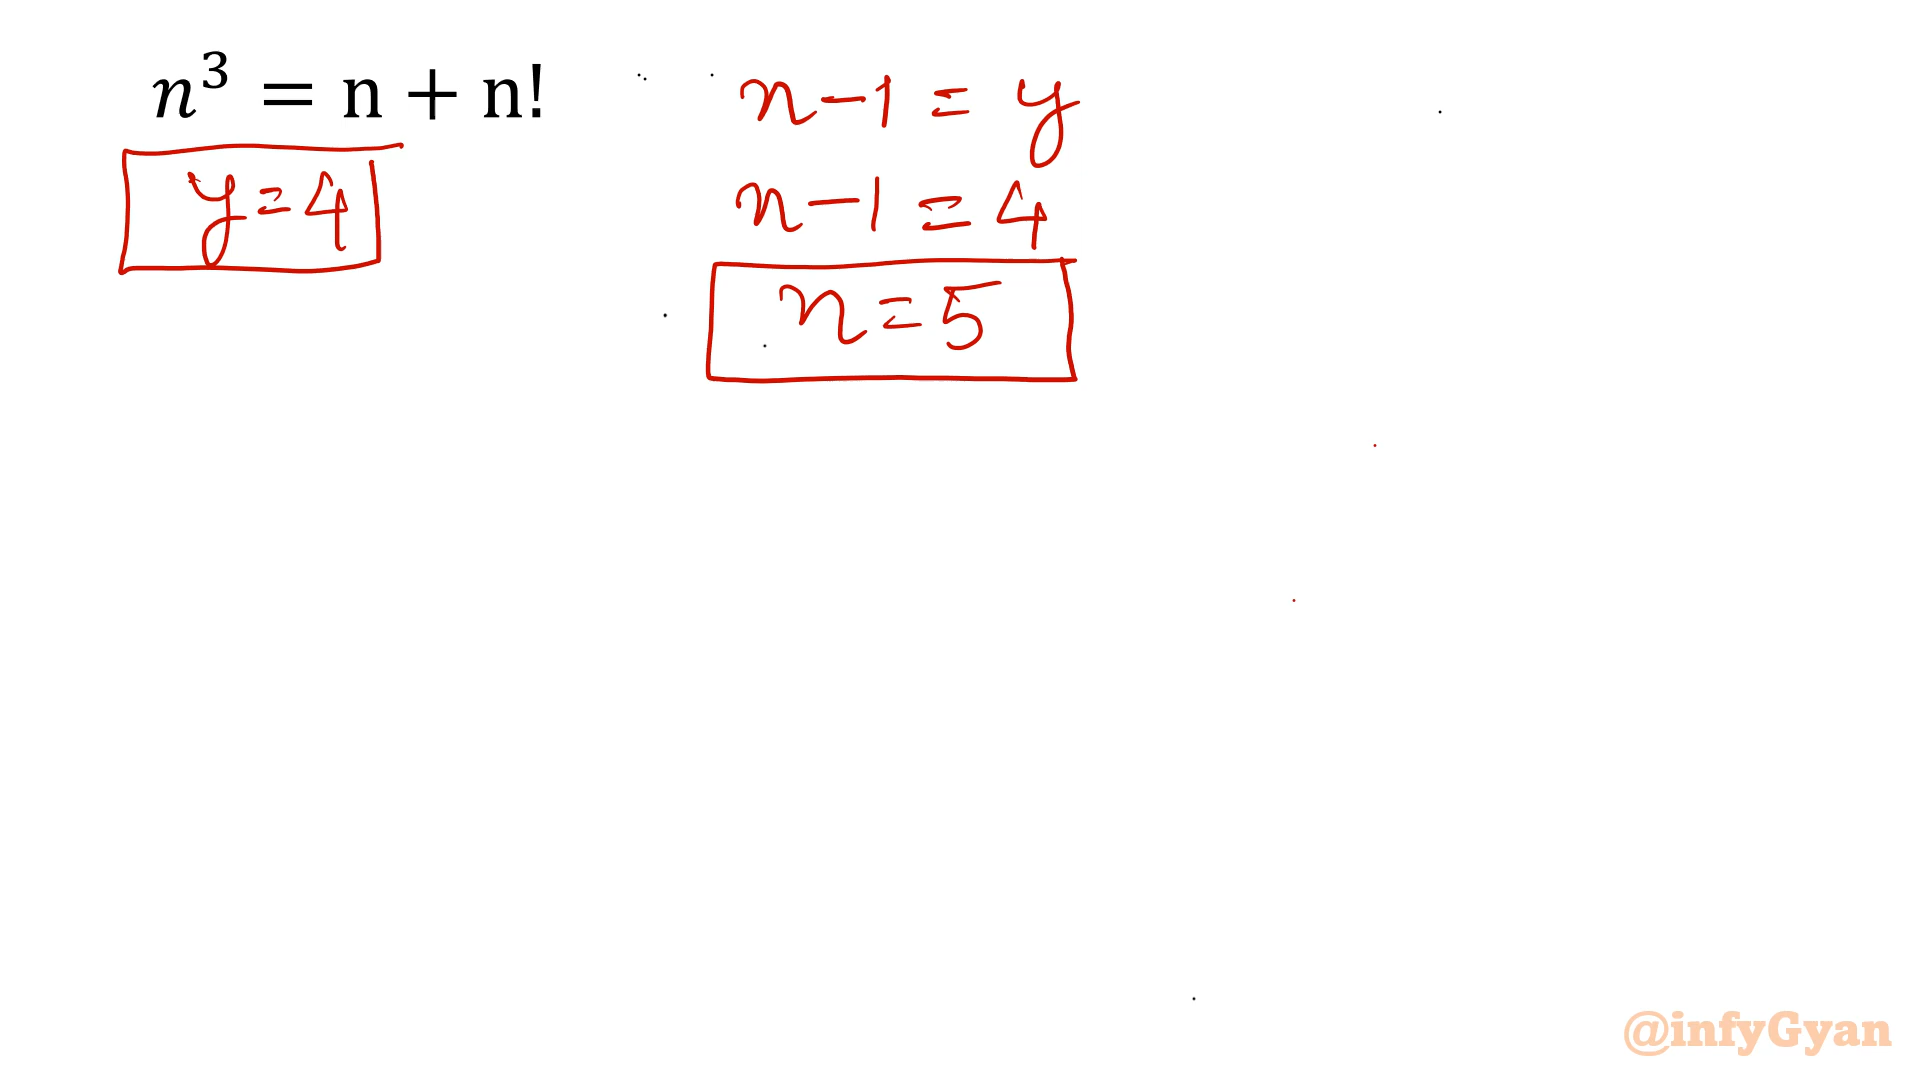 n³ = n + n!
y = 4
n - 1 = y
n - 1 = 4
n = 5
@infyGyan